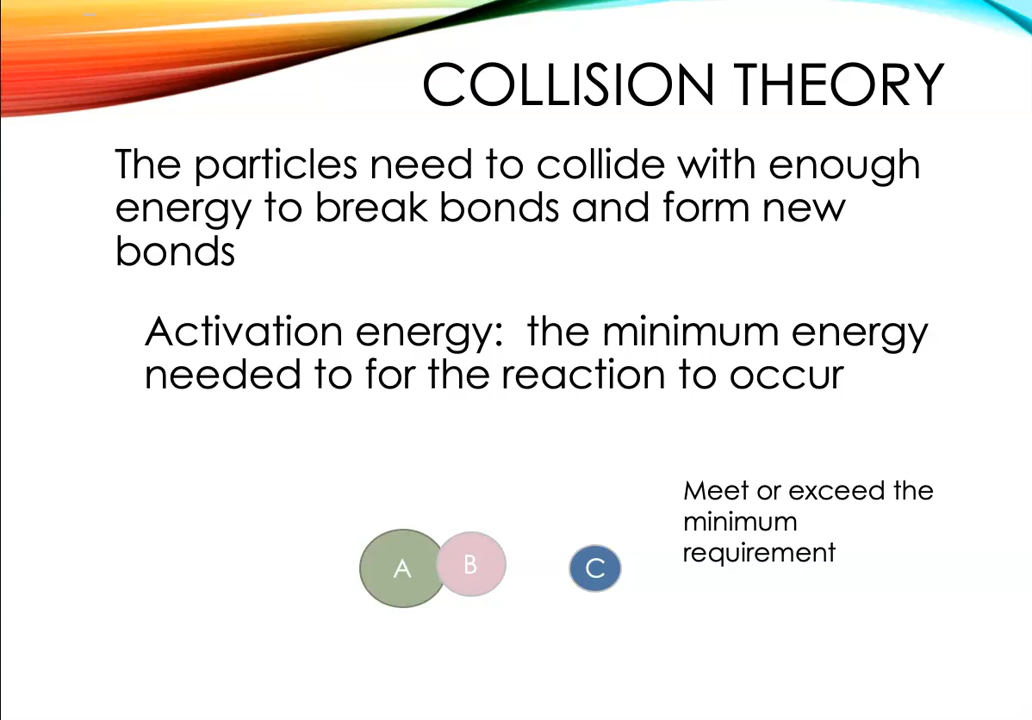 COLLISION THEORY
The particles need to collide with enough
energy to break bonds and form new
bonds
Activation energy:  the minimum energy
needed to for the reaction to occur
Meet or exceed the
minimum
requirement
A B C